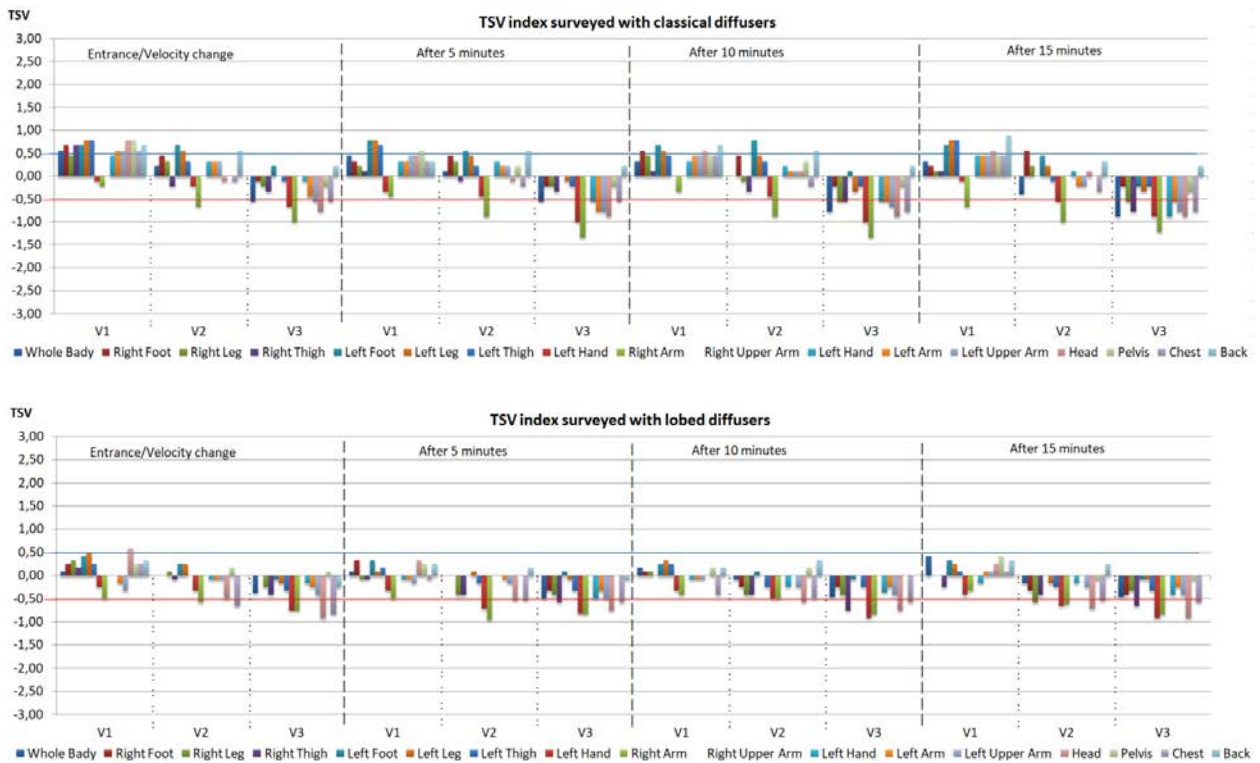 TSV
TSV index surveyed with classical diffusers
3,00
2,50
2,00
1,50
1,00
0,50
0,00
-0,50
-1,00
-1,50
-2,00
-2,50
-3,00
Entrance/Velocity change After 5 minutes After 10 minutes After 15 minutes
V1 V2 V3 V1 V2 V3 V1 V2 V3 V1 V2 V3
Whole Bady Right Foot Right Leg Right Thigh Left Foot Left Leg Left Thigh Left Hand Right Arm Right Upper Arm Left Hand Left Arm Left Upper Arm Head Pelvis Chest Back
TSV
TSV index surveyed with lobed diffusers
3,00
2,50
2,00
1,50
1,00
0,50
0,00
-0,50
-1,00
-1,50
-2,00
-2,50
-3,00
Entrance/Velocity change After 5 minutes After 10 minutes After 15 minutes
V1 V2 V3 V1 V2 V3 V1 V2 V3 V1 V2 V3
Whole Bady Right Foot Right Leg Right Thigh Left Foot Left Leg Left Thigh Left Hand Right Arm Right Upper Arm Left Hand Left Arm Left Upper Arm Head Pelvis Chest Back